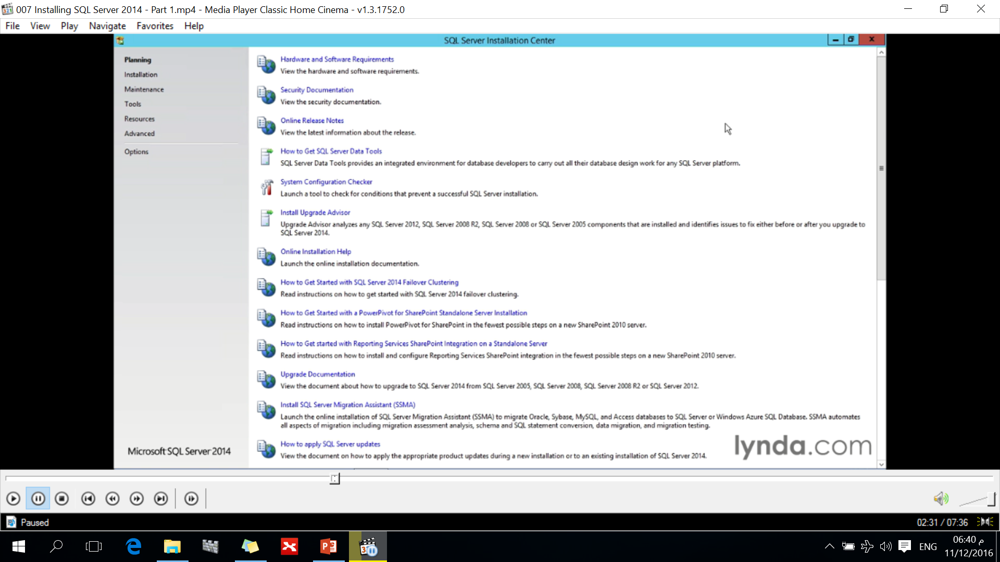 007 Installing SQL Server 2014 - Part 1.mp4 - Media Player Classic Home Cinema - v1.3.1752.0
File View Play Navigate Favorites Help
SQL Server Installation Center
Planning
Installation
Maintenance
Tools
Resources
Advanced
Options
Microsoft SQL Server 2014
Hardware and Software Requirements
View the hardware and software requirements.
Security Documentation
View the security documentation.
Online Release Notes
View the latest information about the release.
How to Get SQL Server Data Tools
SQL Server Data Tools provides an integrated environment for database developers to carry out all their database design work for any SQL Server platform.
System Configuration Checker
Launch a tool to check for conditions that prevent a successful SQL Server installation.
Install Upgrade Advisor
Upgrade Advisor analyzes any SQL Server 2012, SQL Server 2008 R2, SQL Server 2008 or SQL Server 2005 components that are installed and identifies issues to fix either before or after you upgrade to
SQL Server 2014.
Online Installation Help
Launch the online installation documentation.
How to Get Started with SQL Server 2014 Failover Clustering
Read instructions on how to get started with SQL Server 2014 failover clustering.
How to Get Started with a PowerPivot for SharePoint Standalone Server Installation
Read instructions on how to install PowerPivot for SharePoint in the fewest possible steps on a new SharePoint 2010 server.
How to Get started with Reporting Services SharePoint Integration on a Standalone Server
Read instructions on how to install and configure Reporting Services SharePoint integration in the fewest possible steps on a new SharePoint 2010 server.
Upgrade Documentation
View the document about how to upgrade to SQL Server 2014 from SQL Server 2005, SQL Server 2008, SQL Server 2008 R2 or SQL Server 2012.
Install SQL Server Migration Assistant (SSMA)
Launch the online installation of SQL Server Migration Assistant (SSMA) to migrate Oracle, Sybase, MySQL, and Access databases to SQL Server or Windows Azure SQL Database. SSMA automates
all aspects of migration including migration assessment analysis, schema and SQL statement conversion, data migration, and migration testing.
How to apply SQL Server updates
View the document on how to apply the appropriate product updates during a new installation or to an existing installation of SQL Server 2014.
lynda.com
Paused
02:31 / 07:36
ENG
06:40 م
11/12/2016